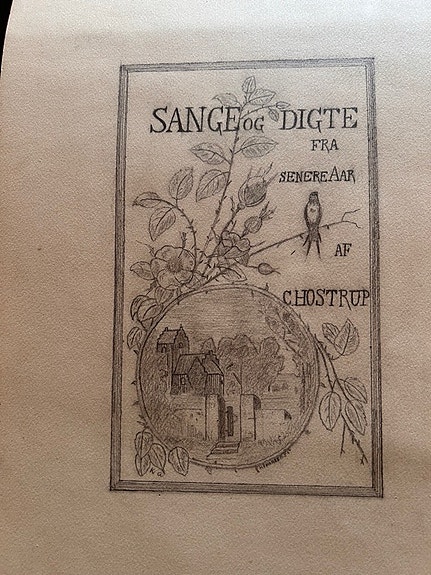 SANGE OG DIGTE
FRA
SENERE AAR
AF
C HOSTRUP